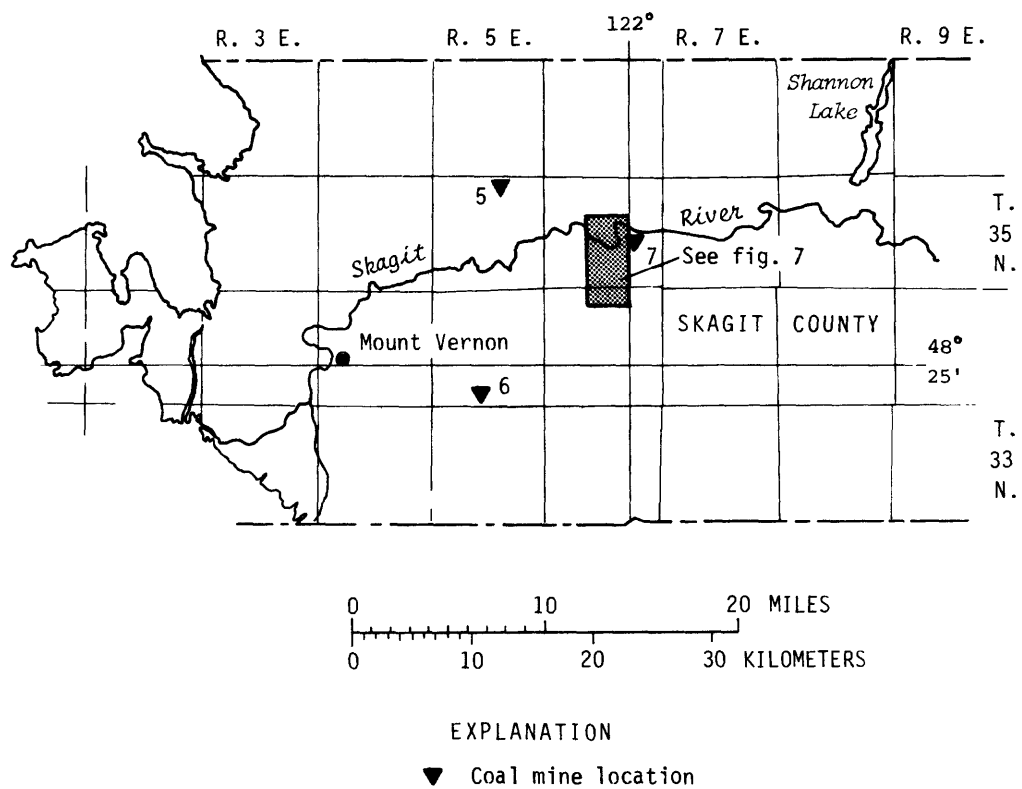 122°
R. 3 E. R. 5 E. R. 7 E. R. 9 E.
Shannon
Lake
5
T.
35
N.
River
Skagit
7 See fig. 7
SKAGIT COUNTY
Mount Vernon
48°
25'
6
T.
33
N.
0 10 20 MILES
0 10 20 30 KILOMETERS
EXPLANATION
Coal mine location